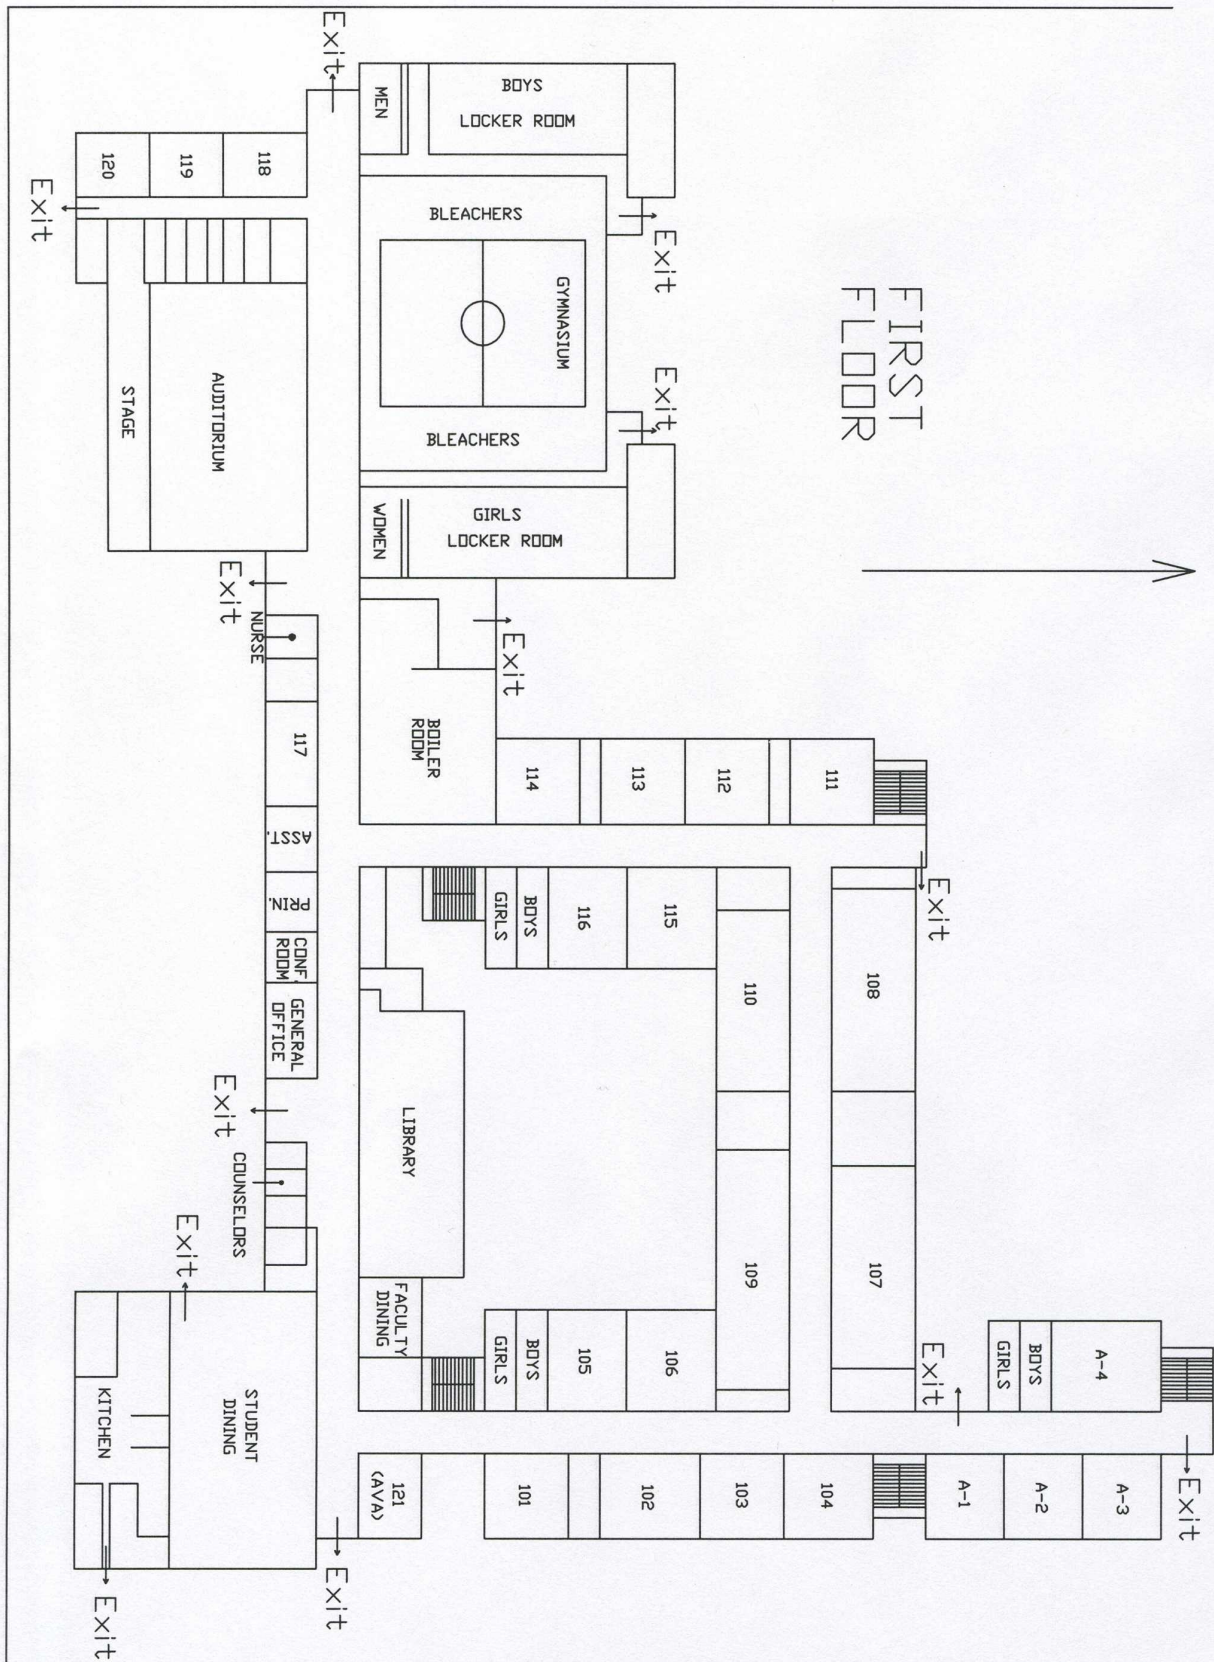 FIRST
FLOOR
Exit
A-3
A-4
A-2
A-1
BOYS
GIRLS
Exit
Exit
111
108
107
104
112
110
109
103
113
115
106
102
114
116
105
101
BOYS
GIRLS
BOYS
GIRLS
Exit
Exit
Exit
BOYS
LOCKER ROOM
GYMNASIUM
BLEACHERS
BLEACHERS
GIRLS
LOCKER ROOM
MEN
WOMEN
BOILER
ROOM
LIBRARY
FACULTY
DINING
121
(AVA)
Exit
Exit
118
119
120
AUDITORIUM
STAGE
117
ASST.
PRIN.
CONF.
ROOM
GENERAL
OFFICE
NURSE
Exit
Exit
COUNSELORS
Exit
STUDENT
DINING
KITCHEN
Exit
Exit